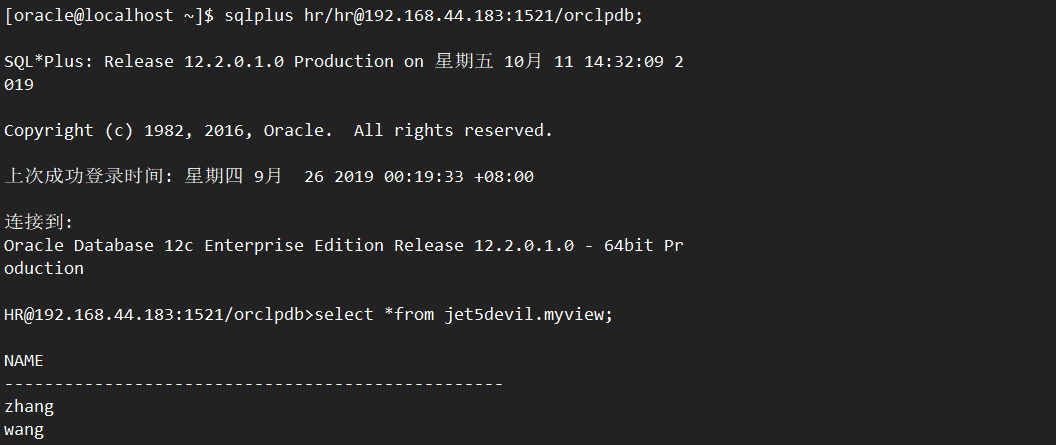 [oracle@localhost ~]$ sqlplus hr/hr@192.168.44.183:1521/orclpdb;
SQL*Plus: Release 12.2.0.1.0 Production on 星期五 10月 11 14:32:09 2
019
Copyright (c) 1982, 2016, Oracle.  All rights reserved.
上次成功登录时间: 星期四 9月  26 2019 00:19:33 +08:00
连接到:
Oracle Database 12c Enterprise Edition Release 12.2.0.1.0 - 64bit Pr
oduction
HR@192.168.44.183:1521/orclpdb>select *from jet5devil.myview;
NAME
--------------------------------------------------
zhang
wang